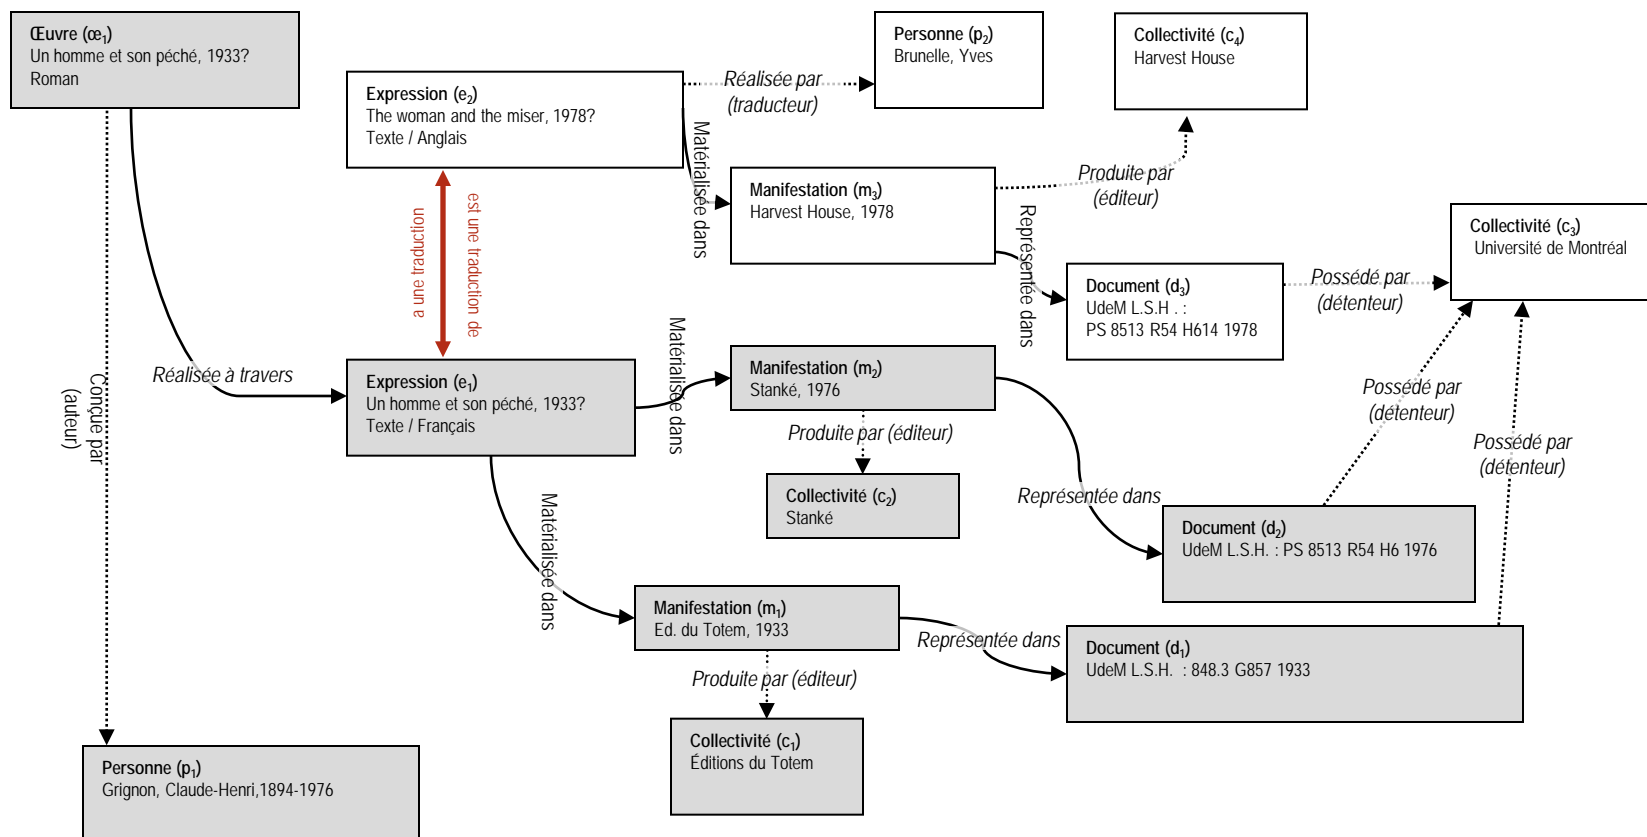 Œuvre (œ₁)
Un homme et son péché, 1933?
Roman
Personne (p₂)
Brunelle, Yves
Collectivité (c₄)
Harvest House
Réalisée par
(traducteur)
Expression (e₂)
The woman and the miser, 1978?
Texte / Anglais
Matérialisée dans
Manifestation (m₃)
Harvest House, 1978
Produite par
(éditeur)
Représentée dans
Collectivité (c₃)
Université de Montréal
a une traduction
est une traduction de
Document (d₃)
UdeM L.S.H . :
PS 8513 R54 H614 1978
Possédé par
(détenteur)
Conçue par
(auteur)
Réalisée à travers
Expression (e₁)
Un homme et son péché, 1933?
Texte / Français
Matérialisée dans
Manifestation (m₂)
Stanké, 1976
Possédé par
(détenteur)
Produite par (éditeur)
Possédé par
(détenteur)
Collectivité (c₂)
Stanké
Représentée dans
Document (d₂)
UdeM L.S.H. : PS 8513 R54 H6 1976
Matérialisée dans
Manifestation (m₁)
Ed. du Totem, 1933
Représentée dans
Document (d₁)
UdeM L.S.H. : 848.3 G857 1933
Produite par (éditeur)
Collectivité (c₁)
Éditions du Totem
Personne (p₁)
Grignon, Claude-Henri,1894-1976